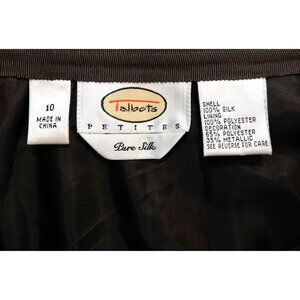 10
MADE IN
CHINA
Talbots
PETITES
Pure Silk
SHELL
100% SILK
LINING
100% POLYESTER
DECORATION
65% POLYESTER
35% METALLIC
SEE REVERSE FOR CARE